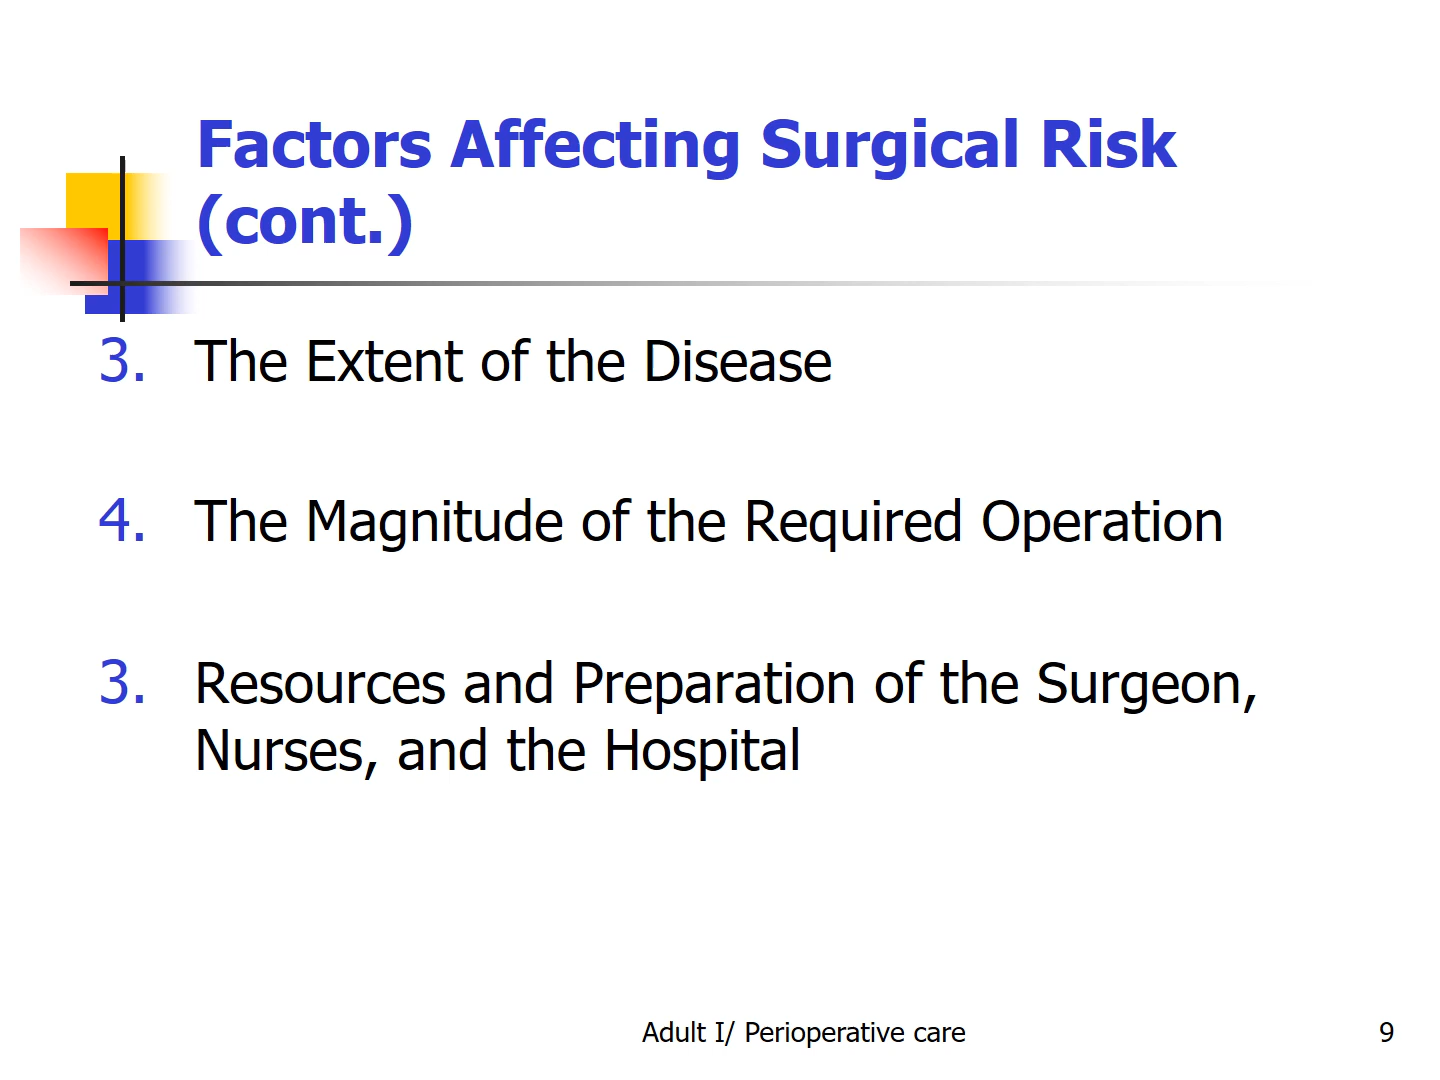 Factors Affecting Surgical Risk
(cont.)
3. The Extent of the Disease
4. The Magnitude of the Required Operation
3. Resources and Preparation of the Surgeon,
Nurses, and the Hospital
Adult I/ Perioperative care
9